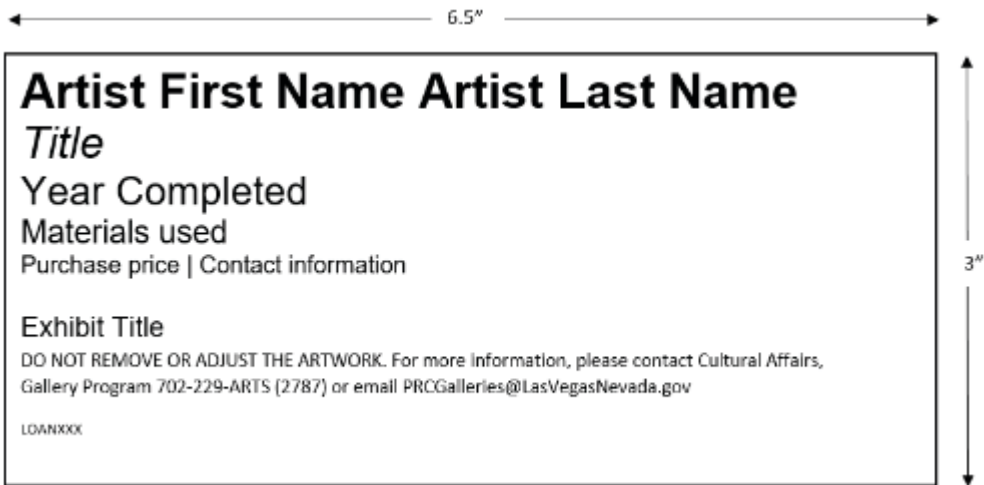 6.5"
Artist First Name Artist Last Name
Title
Year Completed
Materials used
Purchase price | Contact information
3"
Exhibit Title
DO NOT REMOVE OR ADJUST THE ARTWORK. For more information, please contact Cultural Affairs,
Gallery Program 702-229-ARTS (2787) or email PRCGalleries@LasVegasNevada.gov
LOANXXX